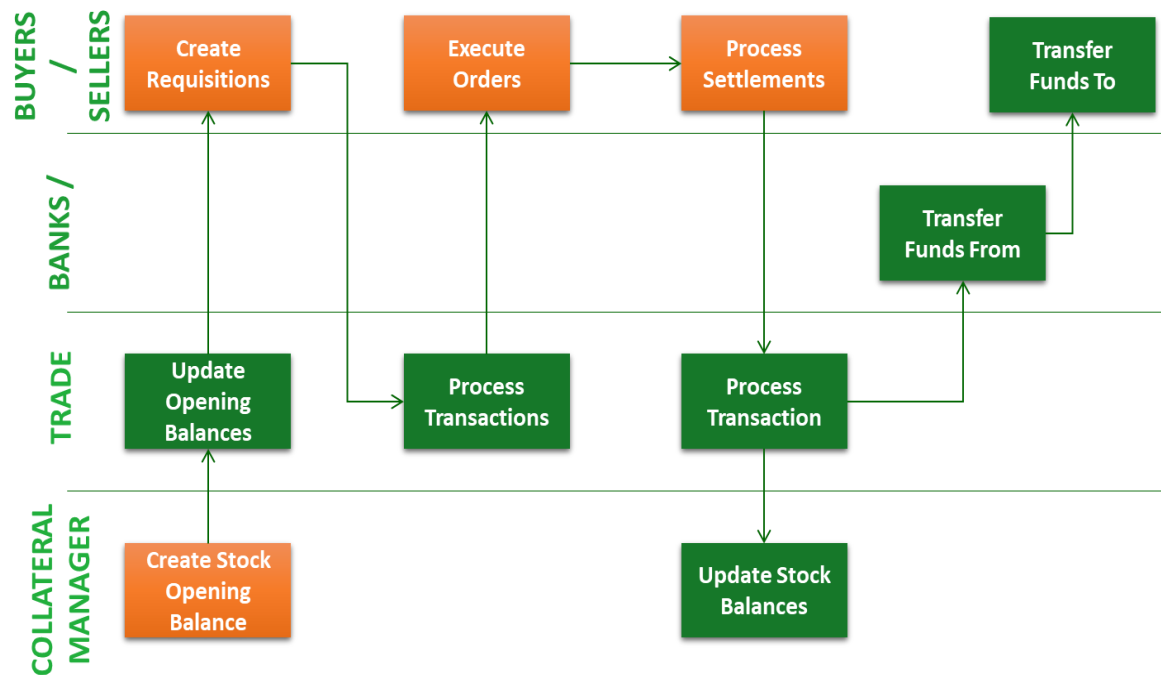 BUYERS
/
SELLERS
Create
Requisitions
Execute
Orders
Process
Settlements
Transfer
Funds To
BANKS /
Transfer
Funds From
TRADE
Update
Opening
Balances
Process
Transactions
Process
Transaction
COLLATERAL
MANAGER
Create Stock
Opening
Balance
Update Stock
Balances